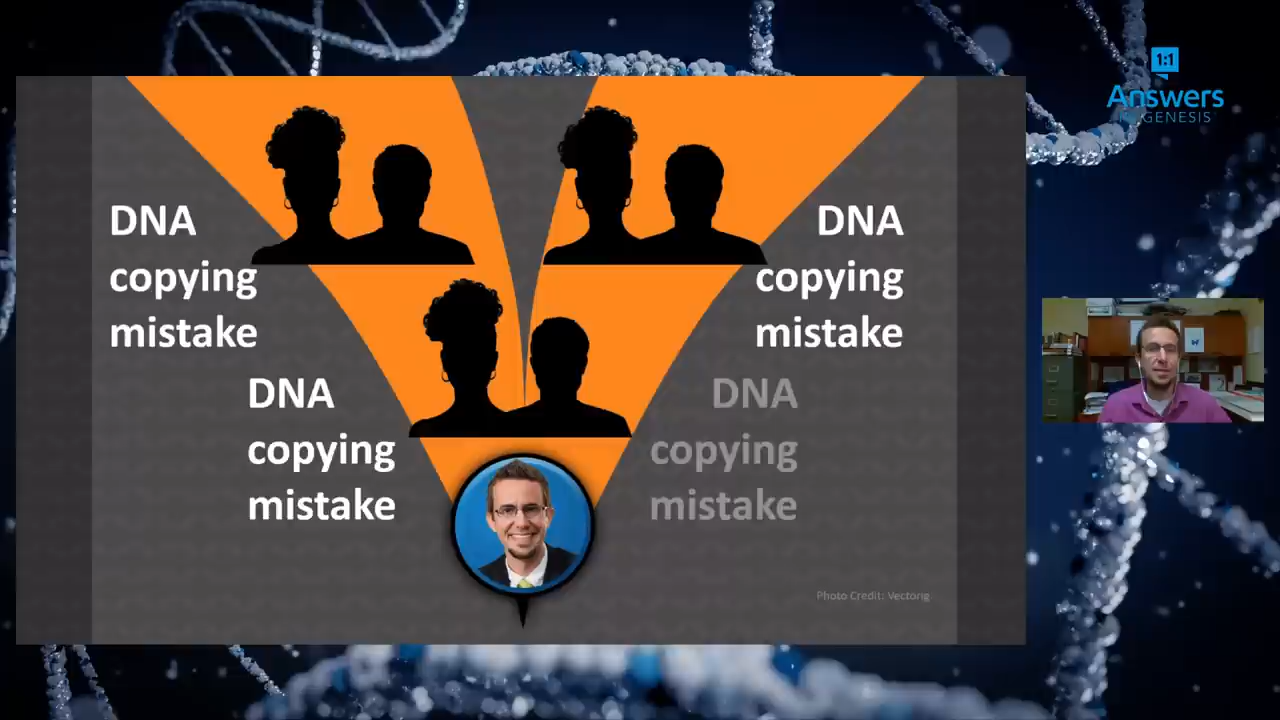 1:1
Answers
IN GENESIS
DNA
copying
mistake
DNA
copying
mistake
DNA
copying
mistake
DNA
copying
mistake
Photo Credit: Vectorig